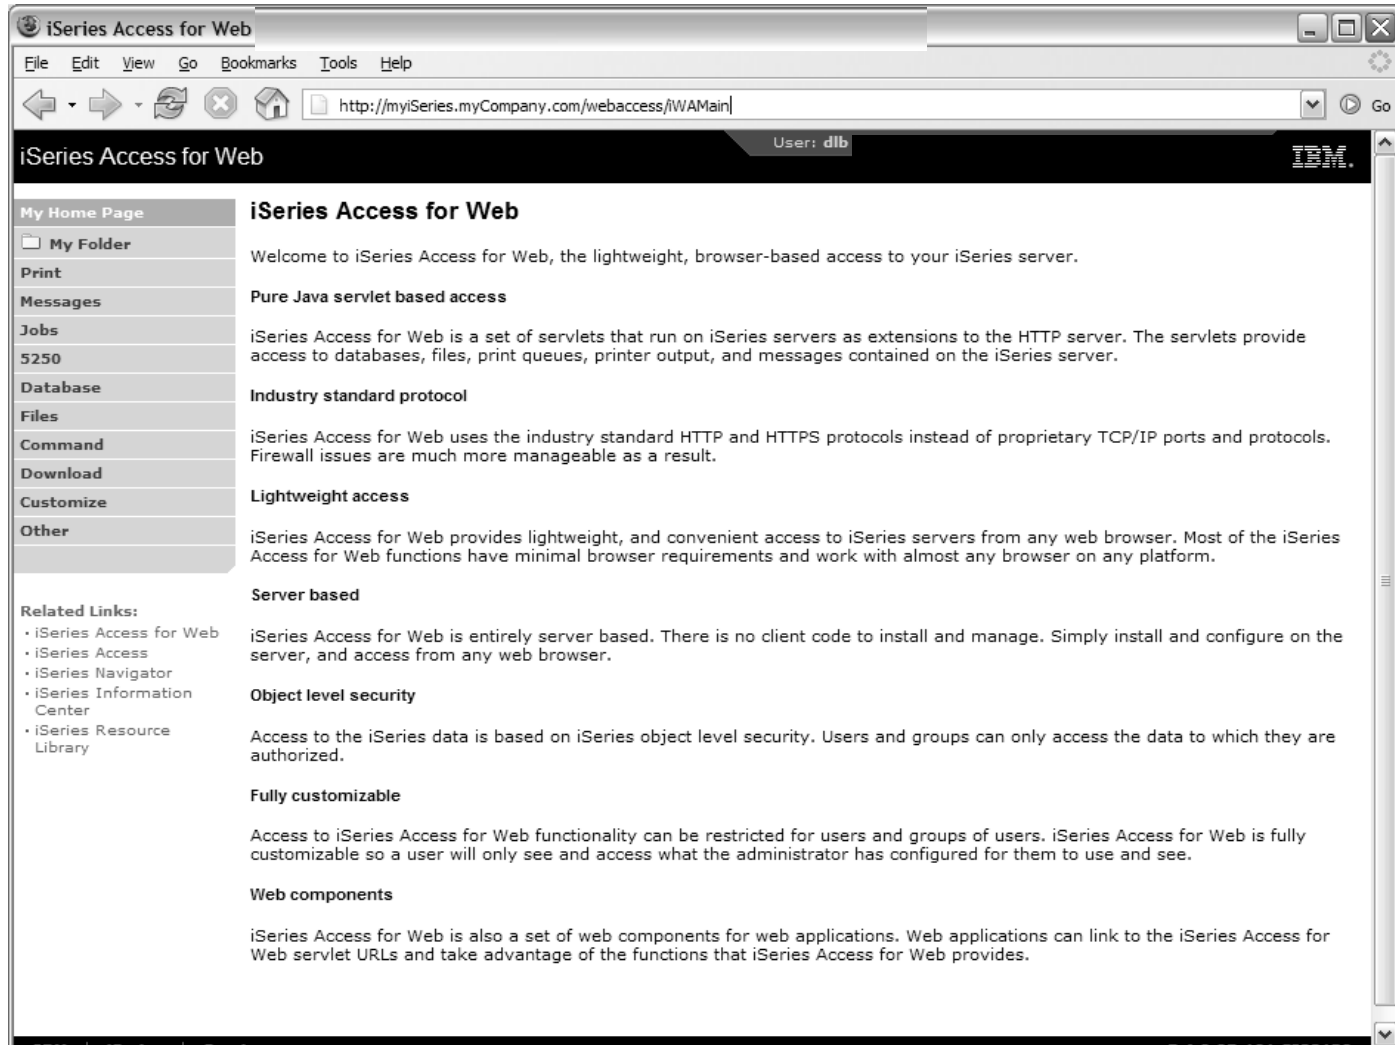 iSeries Access for Web
File Edit View Go Bookmarks Tools Help
http://myiSeries.myCompany.com/webaccess/iWAMain
Go
iSeries Access for Web
User: dlb
IBM.
My Home Page
My Folder
Print
Messages
Jobs
5250
Database
Files
Command
Download
Customize
Other
Related Links:
• iSeries Access for Web
• iSeries Access
• iSeries Navigator
• iSeries Information
Center
• iSeries Resource
Library
iSeries Access for Web
Welcome to iSeries Access for Web, the lightweight, browser-based access to your iSeries server.
Pure Java servlet based access
iSeries Access for Web is a set of servlets that run on iSeries servers as extensions to the HTTP server. The servlets provide
access to databases, files, print queues, printer output, and messages contained on the iSeries server.
Industry standard protocol
iSeries Access for Web uses the industry standard HTTP and HTTPS protocols instead of proprietary TCP/IP ports and protocols.
Firewall issues are much more manageable as a result.
Lightweight access
iSeries Access for Web provides lightweight, and convenient access to iSeries servers from any web browser. Most of the iSeries
Access for Web functions have minimal browser requirements and work with almost any browser on any platform.
Server based
iSeries Access for Web is entirely server based. There is no client code to install and manage. Simply install and configure on the
server, and access from any web browser.
Object level security
Access to the iSeries data is based on iSeries object level security. Users and groups can only access the data to which they are
authorized.
Fully customizable
Access to iSeries Access for Web functionality can be restricted for users and groups of users. iSeries Access for Web is fully
customizable so a user will only see and access what the administrator has configured for them to use and see.
Web components
iSeries Access for Web is also a set of web components for web applications. Web applications can link to the iSeries Access for
Web servlet URLs and take advantage of the functions that iSeries Access for Web provides.